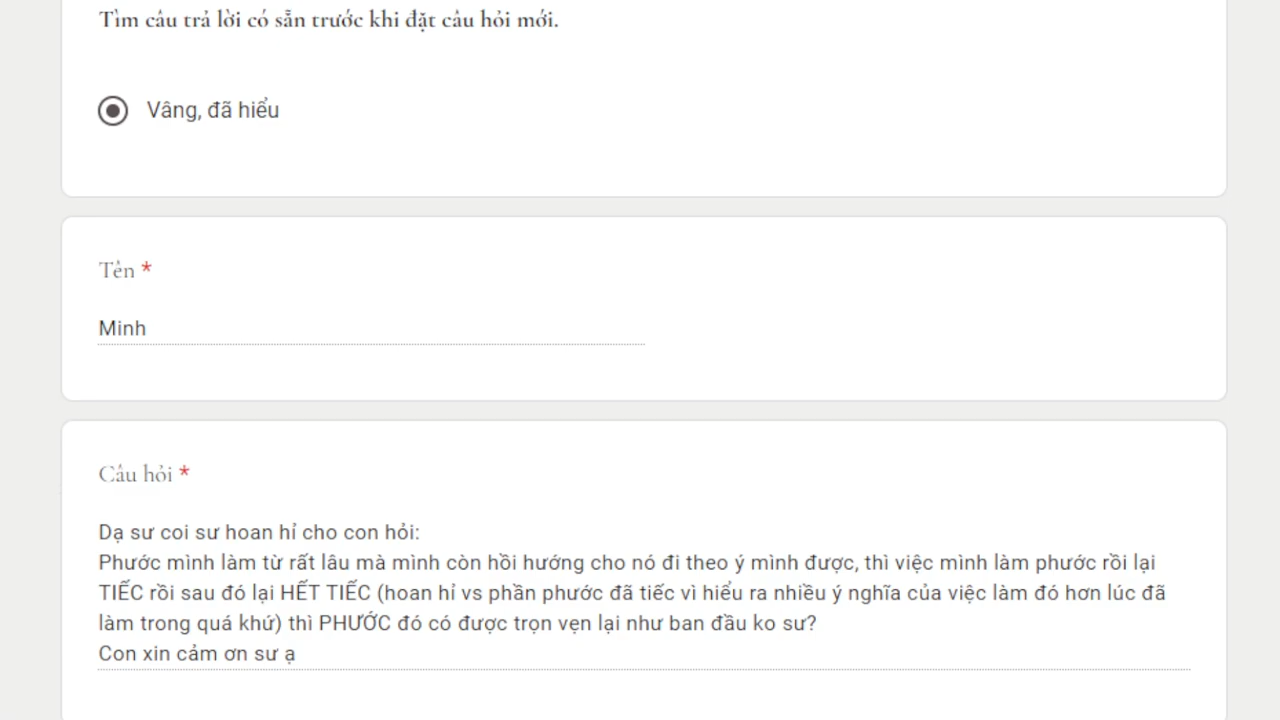 Tìm câu trả lời có sẵn trước khi đặt câu hỏi mới.
Vâng, đã hiểu
Tên *
Minh
Câu hỏi *
Dạ sư coi sư hoan hỉ cho con hỏi:
Phước mình làm từ rất lâu mà mình còn hồi hướng cho nó đi theo ý mình được, thì việc mình làm phước rồi lại
TIẾC rồi sau đó lại HẾT TIẾC (hoan hỉ vs phần phước đã tiếc vì hiểu ra nhiều ý nghĩa của việc làm đó hơn lúc đã
làm trong quá khứ) thì PHƯỚC đó có được trọn vẹn lại như ban đầu ko sư?
Con xin cảm ơn sư ạ